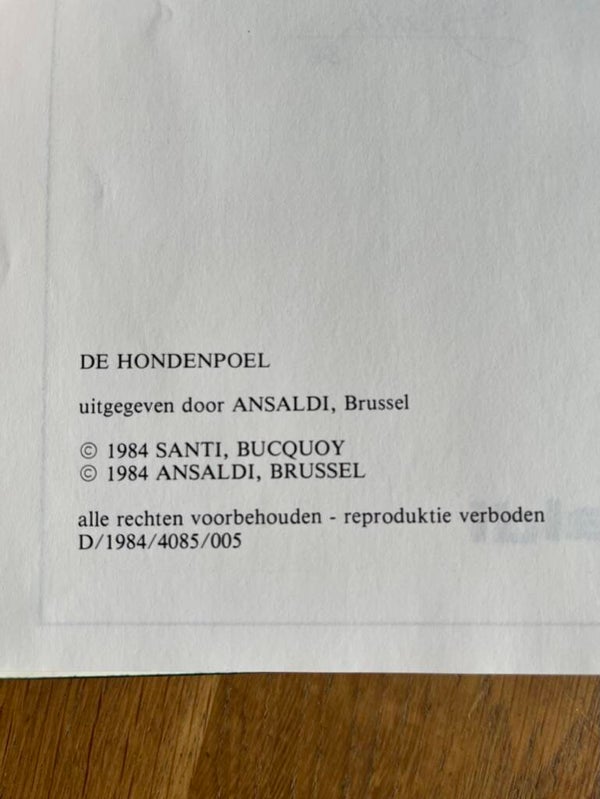 DE HONDENPOEL
uitgegeven door ANSALDI, Brussel
© 1984 SANTI, BUCQUOY
© 1984 ANSALDI, BRUSSEL
alle rechten voorbehouden - reproduktie verboden
D/1984/4085/005